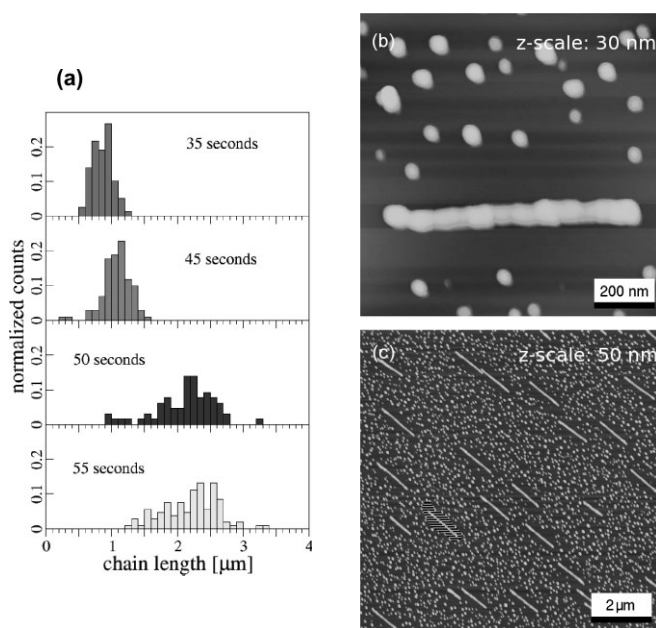 (a)
normalized counts
0.2
0.1
0
35 seconds
0.2
0.1
0
45 seconds
0.2
0.1
0
50 seconds
0.2
0.1
0
55 seconds
0 1 2 3 4
chain length [μm]
(b) z-scale: 30 nm
200 nm
(c) z-scale: 50 nm
2μm